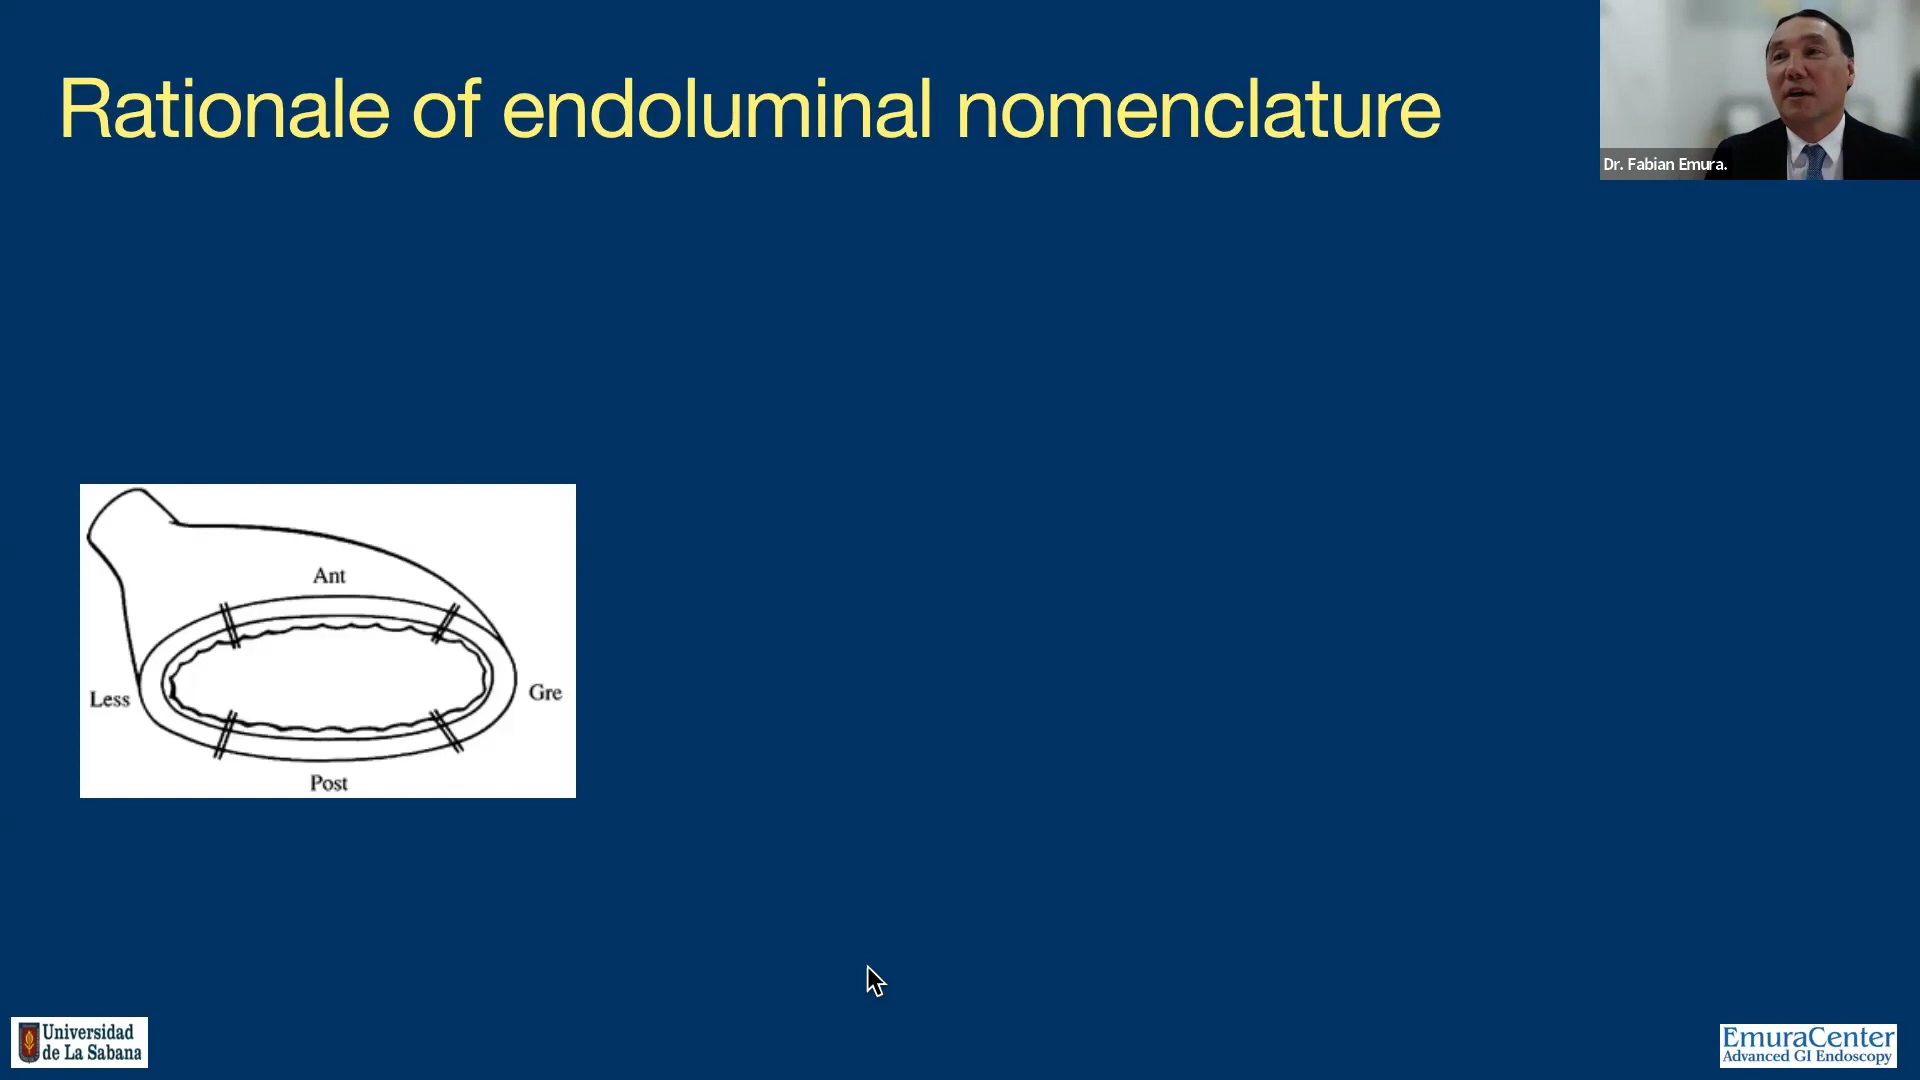 Rationale of endoluminal nomenclature
Dr. Fabian Emura.
Ant
Less
Gre
Post
Universidad
de La Sabana
EmuraCenter
Advanced GI Endoscopy